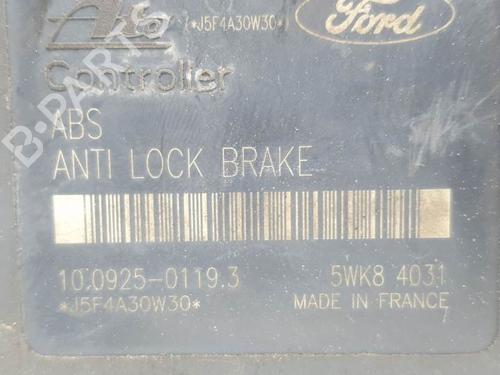 Ate *J5F4A30W30* Ford
Controller
ABS
ANTI LOCK BRAKE
10.0925-0119.3 5WK8 4031
*J5F4A30W30* MADE IN FRANCE
B-PARTS